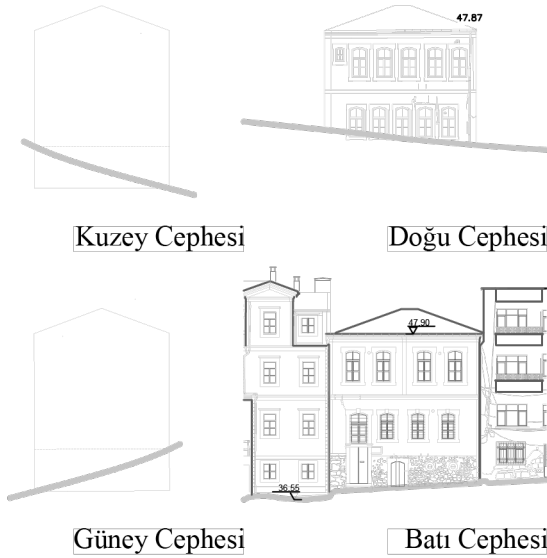 47.87
Kuzey Cephesi
Doğu Cephesi
47.90
36.55
Güney Cephesi
Batı Cephesi